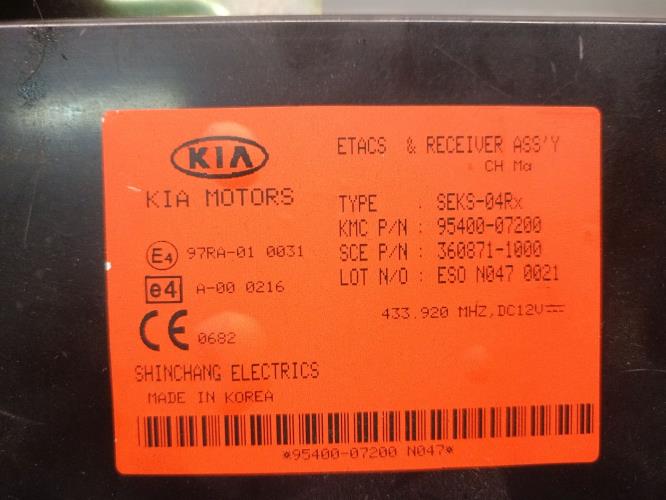 KIA
KIA MOTORS
ETACS & RECEIVER ASS'Y
CH Ma
TYPE : SEKS-04Rx
KMC P/N : 95400-07200
SCE P/N : 360871-1000
LOT N/O : ESO N047 0021
E4 97RA-01 0031
e4 A-00 0216
433.920 MHZ,DC12V
CE 0682
SHINCHANG ELECTRICS
MADE IN KOREA
*95400-07200 N047*